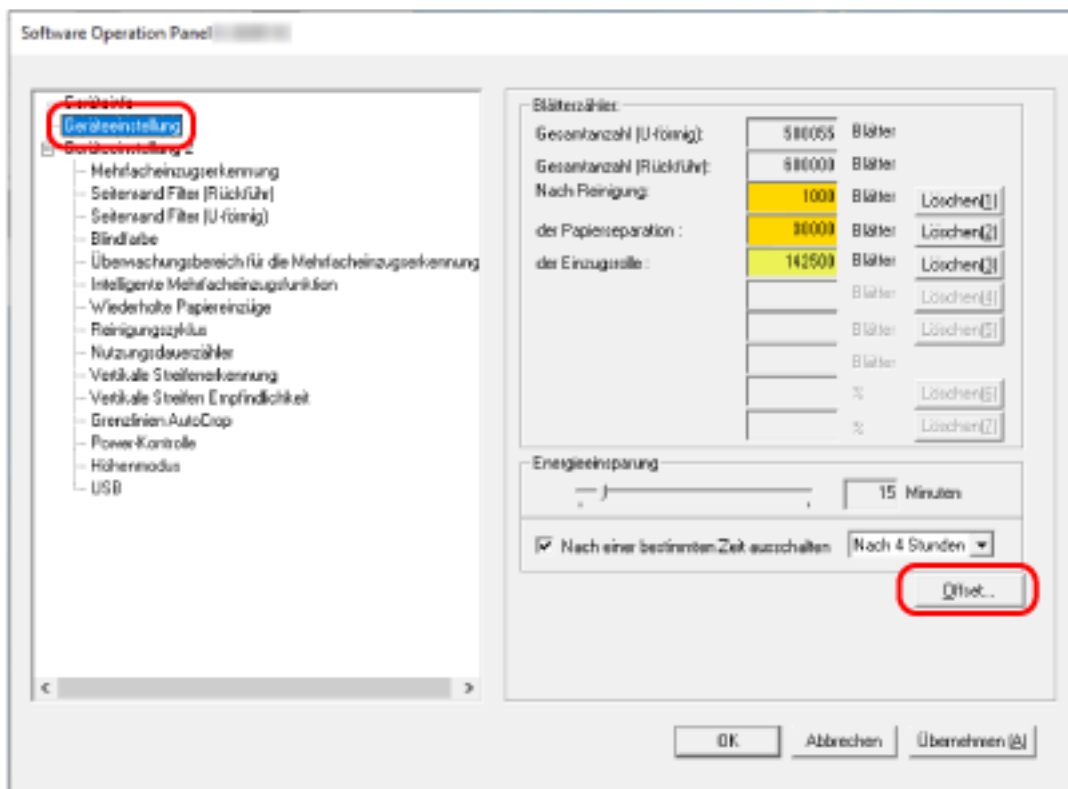 Software Operation Panel
Geräteinfo
Geräteeinstellung
Geräteeinstellung 2
Mehrfacheinzugserkennung
Seitenrand Filter (Rückführ)
Seitenrand Filter (U-förmig)
Blindfarbe
Überwachungsbereich für die Mehrfacheinzugserkennung
Intelligente Mehrfacheinzugsfunktion
Wiederholte Papiereinzüge
Reinigungszyklus
Nutzungsdauerzähler
Vertikale Streifenerkennung
Vertikale Streifen Empfindlichkeit
Grenzlinien AutoCrop
Power-Kontrolle
Höhenmodus
USB
Blätterzähler:
Gesamtanzahl (U-förmig): 500055 Blätter
Gesamtanzahl (Rückführ): 600000 Blätter
Nach Reinigung: 1000 Blätter Löschen(1)
der Papierseparation : 30000 Blätter Löschen(2)
der Einzugsrolle : 142500 Blätter Löschen(3)
Blätter Löschen(4)
Blätter Löschen(5)
Blätter
% Löschen(6)
% Löschen(7)
Energieeinsparung
15 Minuten
Nach einer bestimmten Zeit ausschalten Nach 4 Stunden
Offset...
OK Abbrechen Übernehmen (A)